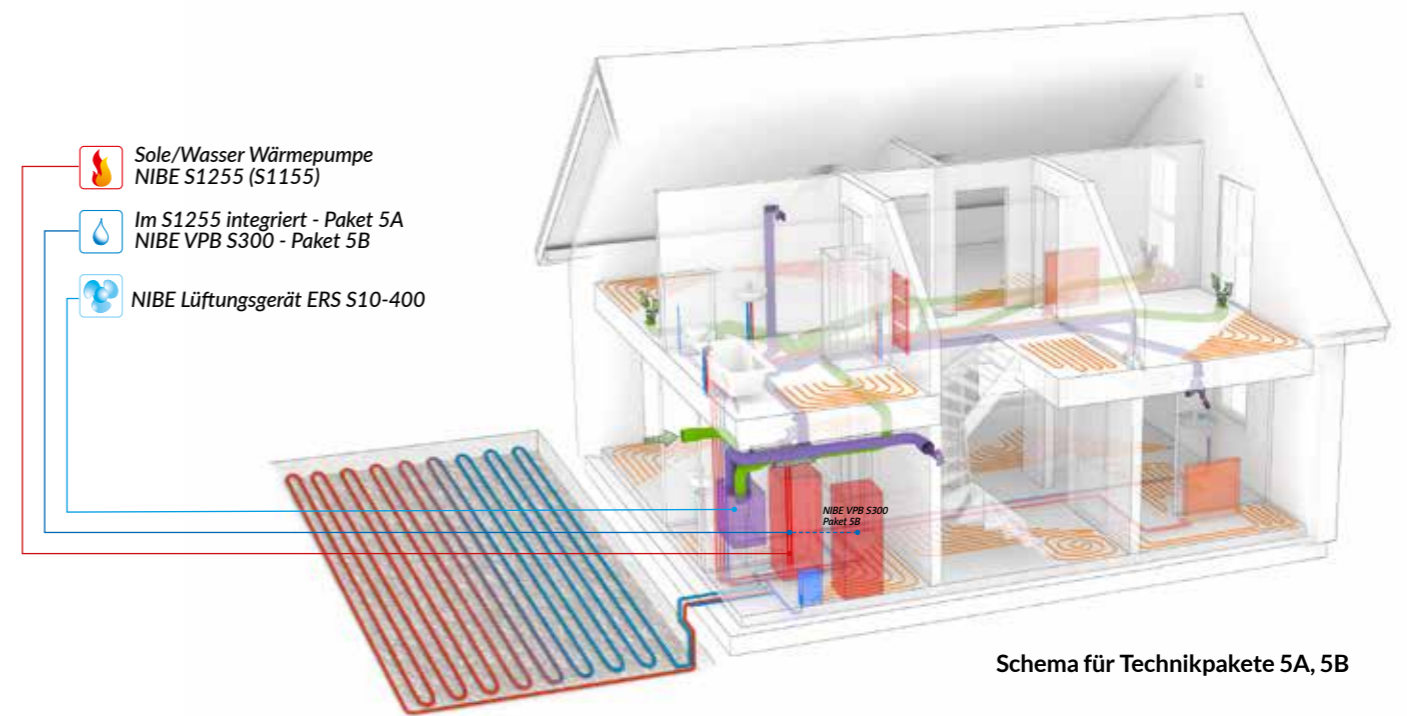 Sole/Wasser Wärmepumpe
NIBE S1255 (S1155)
Im S1255 integriert - Paket 5A
NIBE VPB S300 - Paket 5B
NIBE Lüftungsgerät ERS S10-400
NIBE VPB S300
Paket 5B
Schema für Technikpakete 5A, 5B